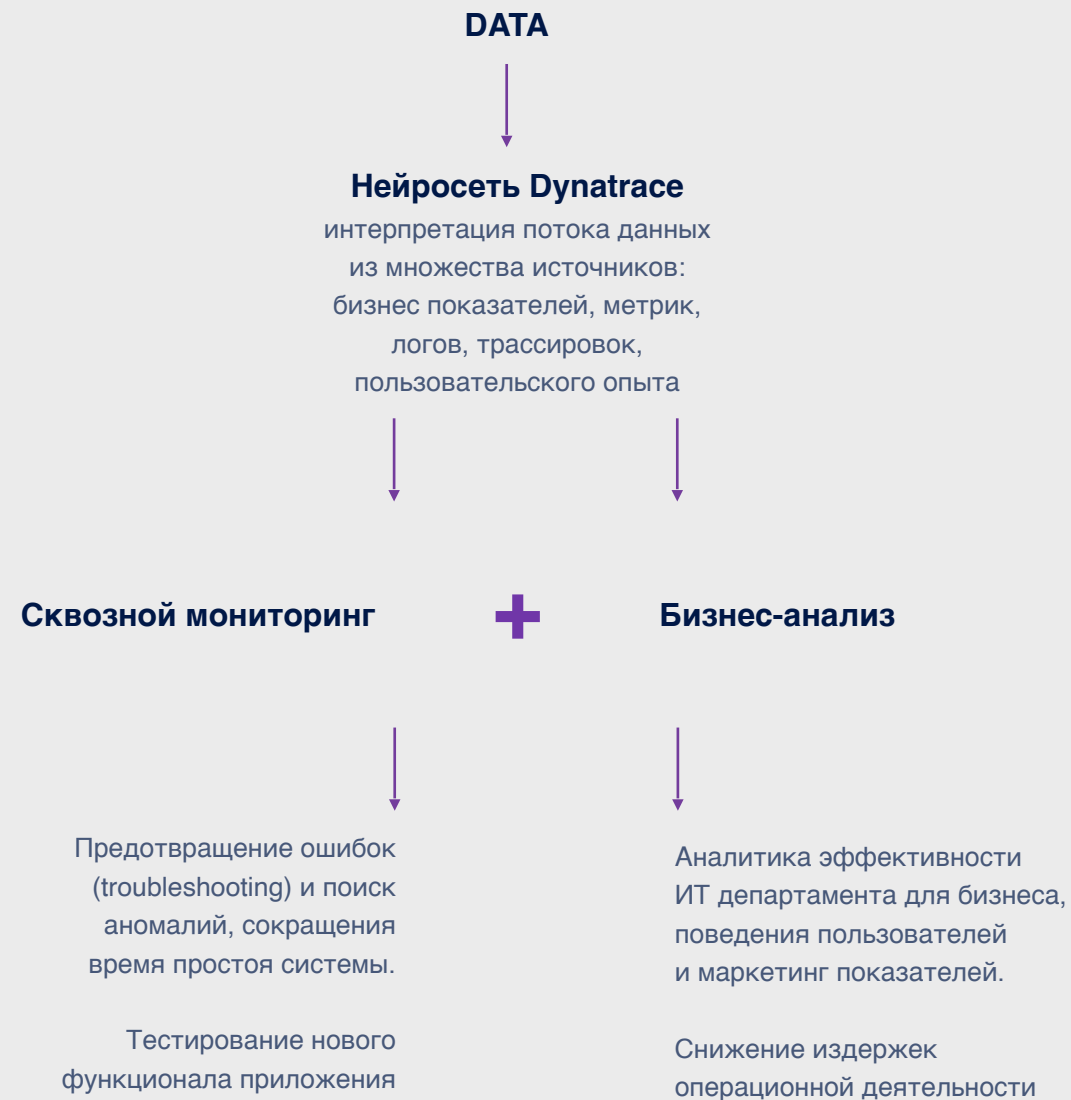 DATA
Нейросеть Dynatrace
интерпретация потока данных
из множества источников:
бизнес показателей, метрик,
логов, трассировок,
пользовательского опыта
Сквозной мониторинг
+
Бизнес-анализ
Предотвращение ошибок
(troubleshooting) и поиск
аномалий, сокращения
время простоя системы.
Тестирование нового
функционала приложения
Аналитика эффективности
ИТ департамента для бизнеса,
поведения пользователей
и маркетинг показателей.
Снижение издержек
операционной деятельности